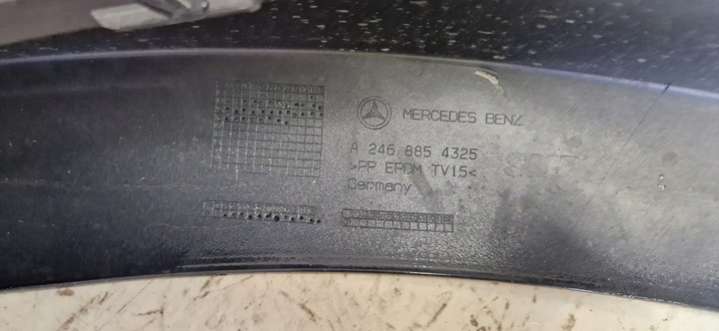 MERCEDES BENZ
A 246 885 4325
>PP EPDM TV15<
Germany